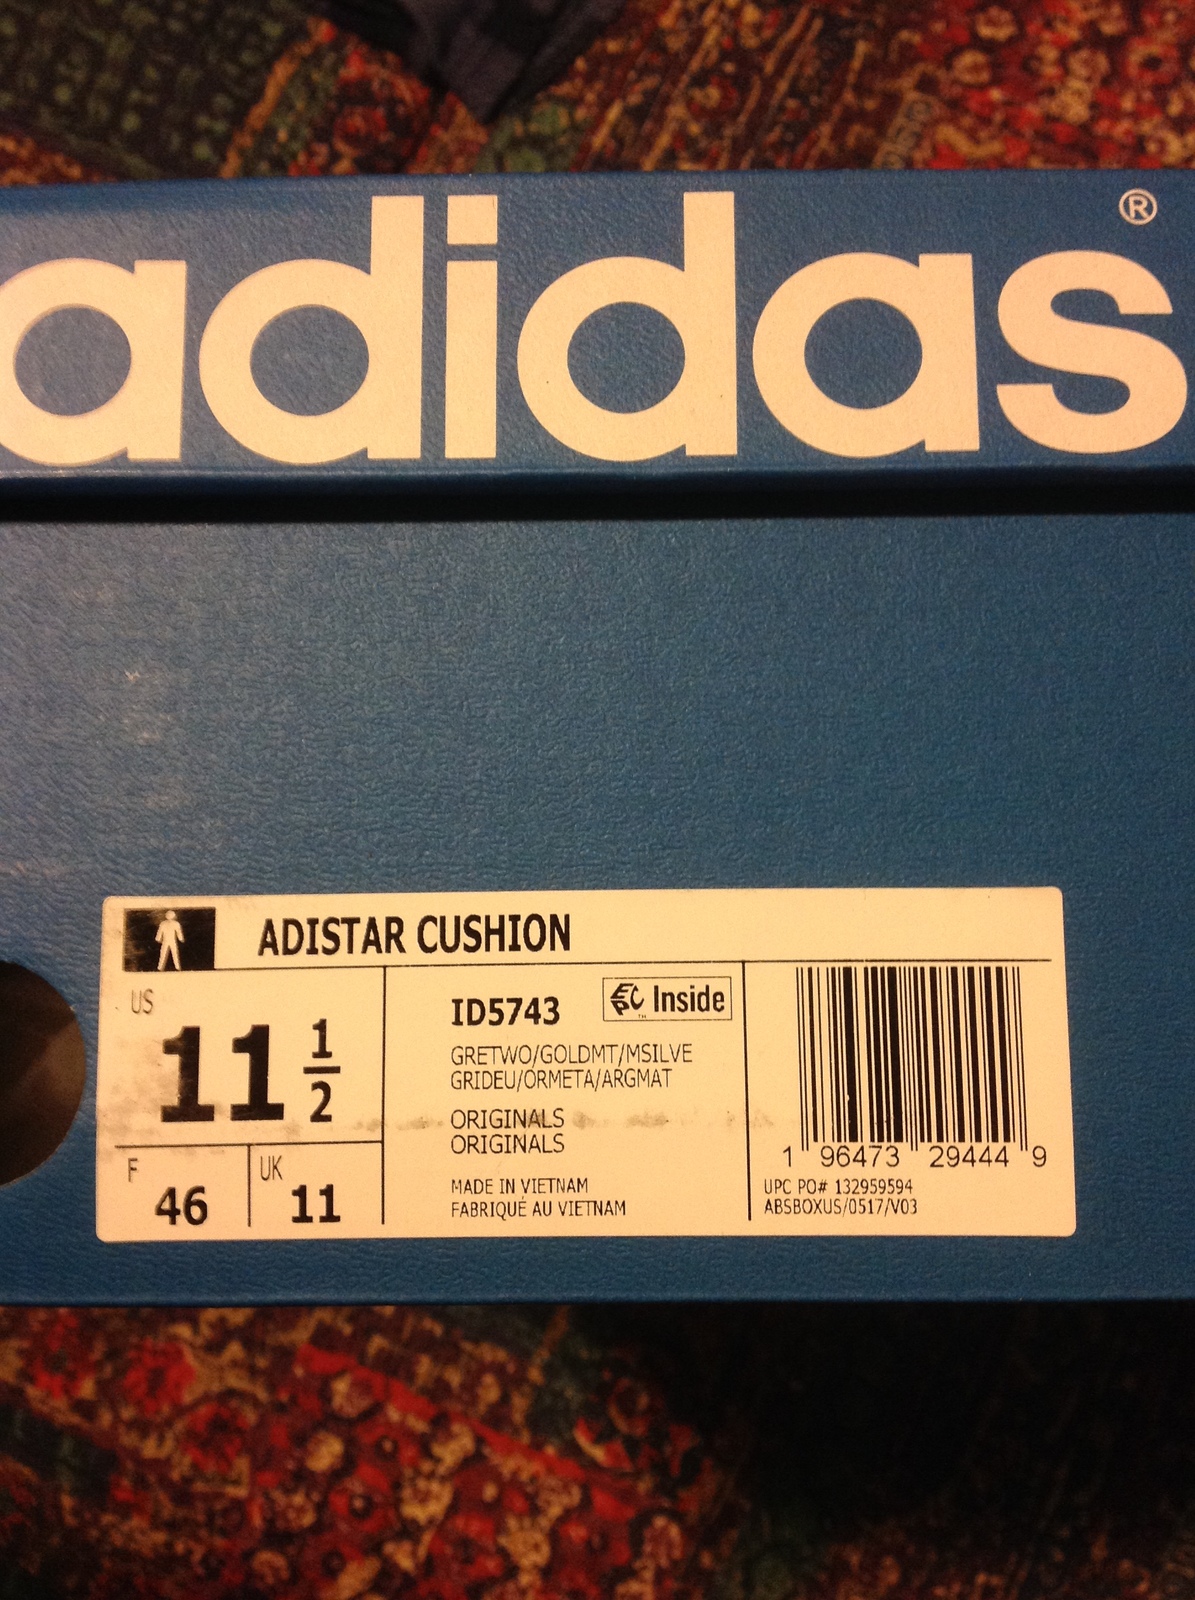 adidas®
ADISTAR CUSHION
US
11 1/2
F
46
UK
11
ID5743
EPC™ Inside
GRETWO/GOLDMT/MSILVE
GRIDEU/ORMETA/ARGMAT
ORIGINALS
ORIGINALS
MADE IN VIETNAM
FABRIQUÉ AU VIETNAM
1 96473 29444 9
UPC PO# 132959594
ABSBOXUS/0517/V03